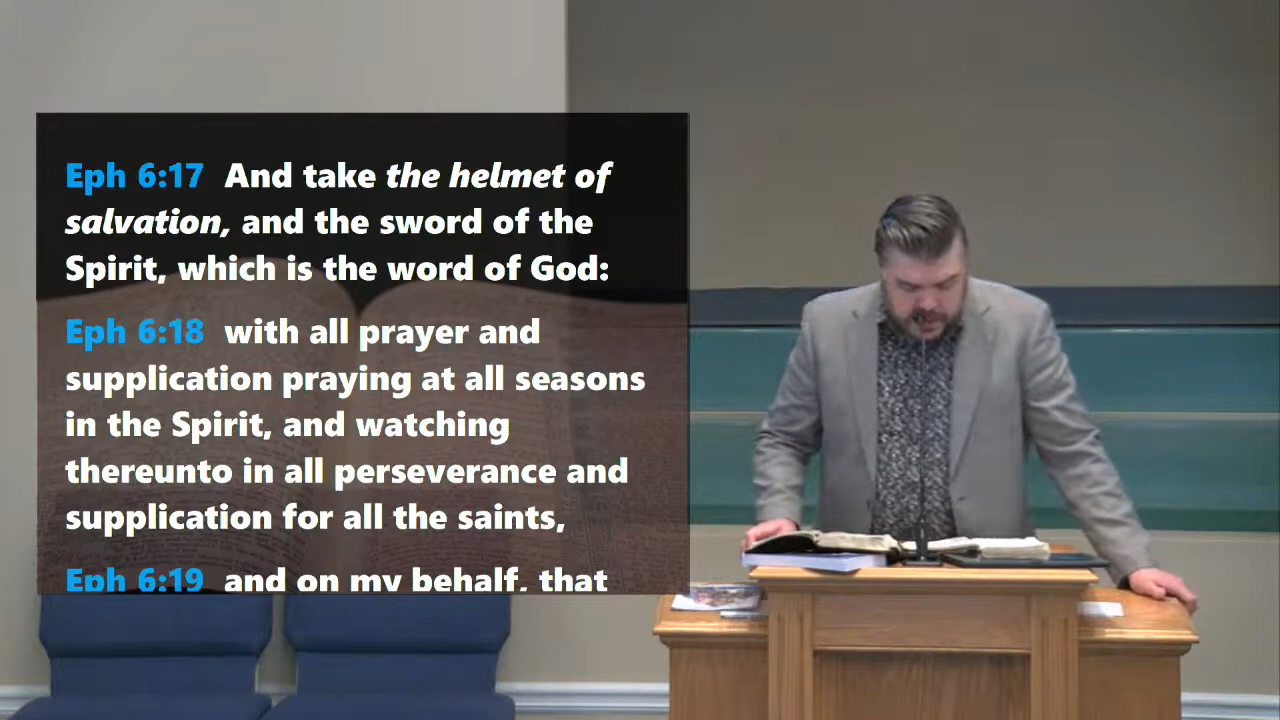 Eph 6:17 And take the helmet of
salvation, and the sword of the
Spirit, which is the word of God:
Eph 6:18 with all prayer and
supplication praying at all seasons
in the Spirit, and watching
thereunto in all perseverance and
supplication for all the saints,
Eph 6:19 and on my behalf, that